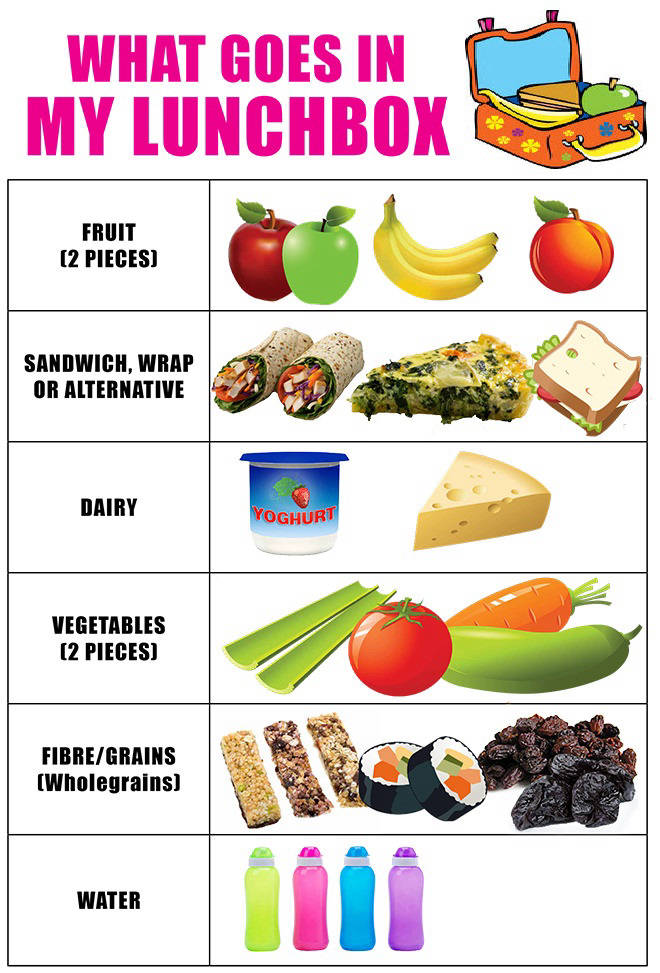 WHAT GOES IN
MY LUNCHBOX
FRUIT
(2 PIECES)
SANDWICH, WRAP
OR ALTERNATIVE
DAIRY
YOGHURT
VEGETABLES
(2 PIECES)
FIBRE/GRAINS
(Wholegrains)
WATER